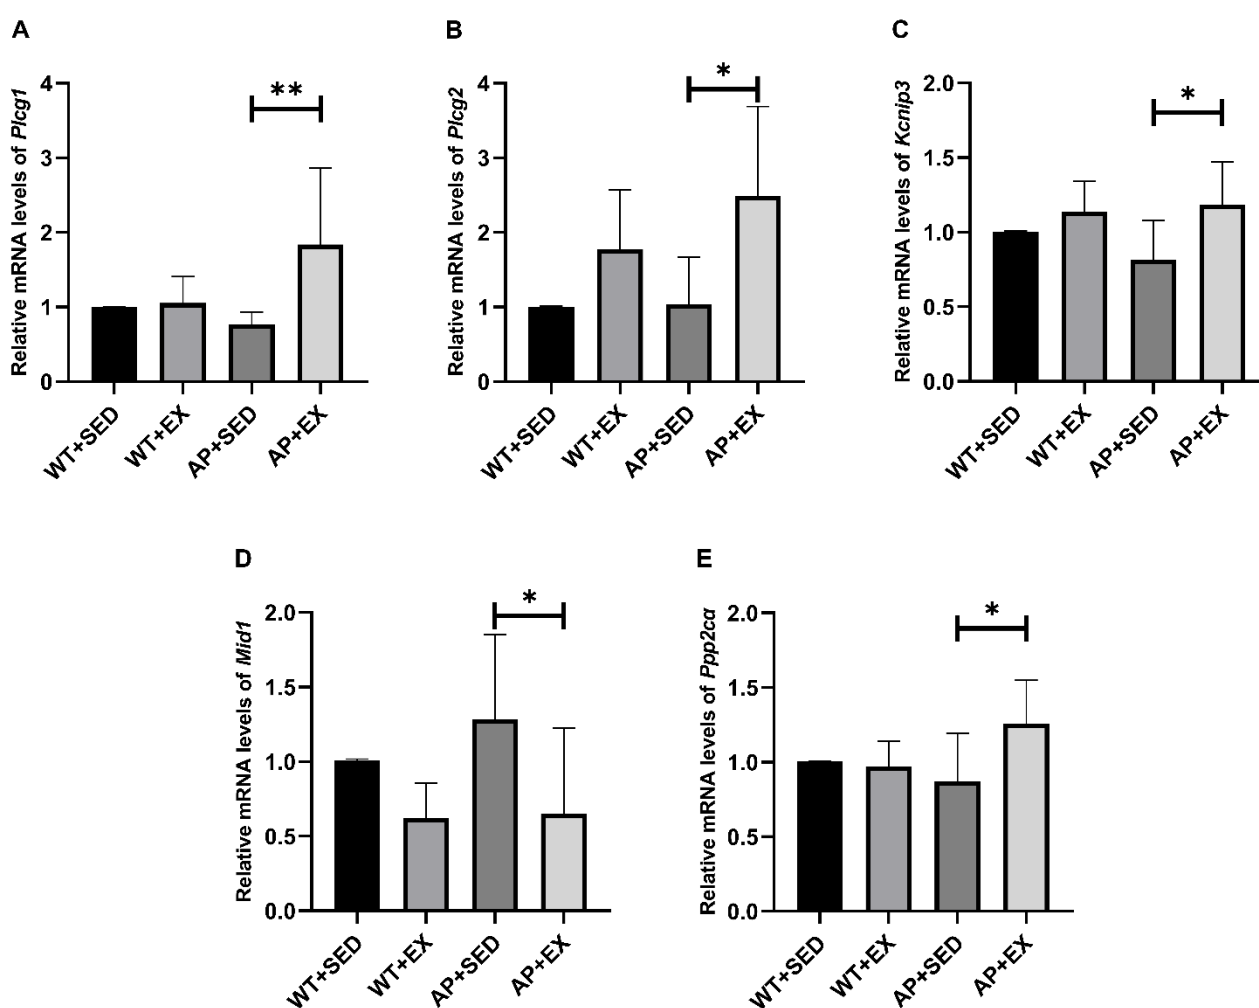 A
Relative mRNA levels of Plcg1
4
3
2
1
0
**
WT+SED
WT+EX
AP+SED
AP+EX
B
Relative mRNA levels of Plcg2
4
3
2
1
0
*
WT+SED
WT+EX
AP+SED
AP+EX
C
Relative mRNA levels of Kcnip3
2.0
1.5
1.0
0.5
0.0
*
WT+SED
WT+EX
AP+SED
AP+EX
D
Relative mRNA levels of Mid1
2.0
1.5
1.0
0.5
0.0
*
WT+SED
WT+EX
AP+SED
AP+EX
E
Relative mRNA levels of Ppp2cα
2.0
1.5
1.0
0.5
0.0
*
WT+SED
WT+EX
AP+SED
AP+EX